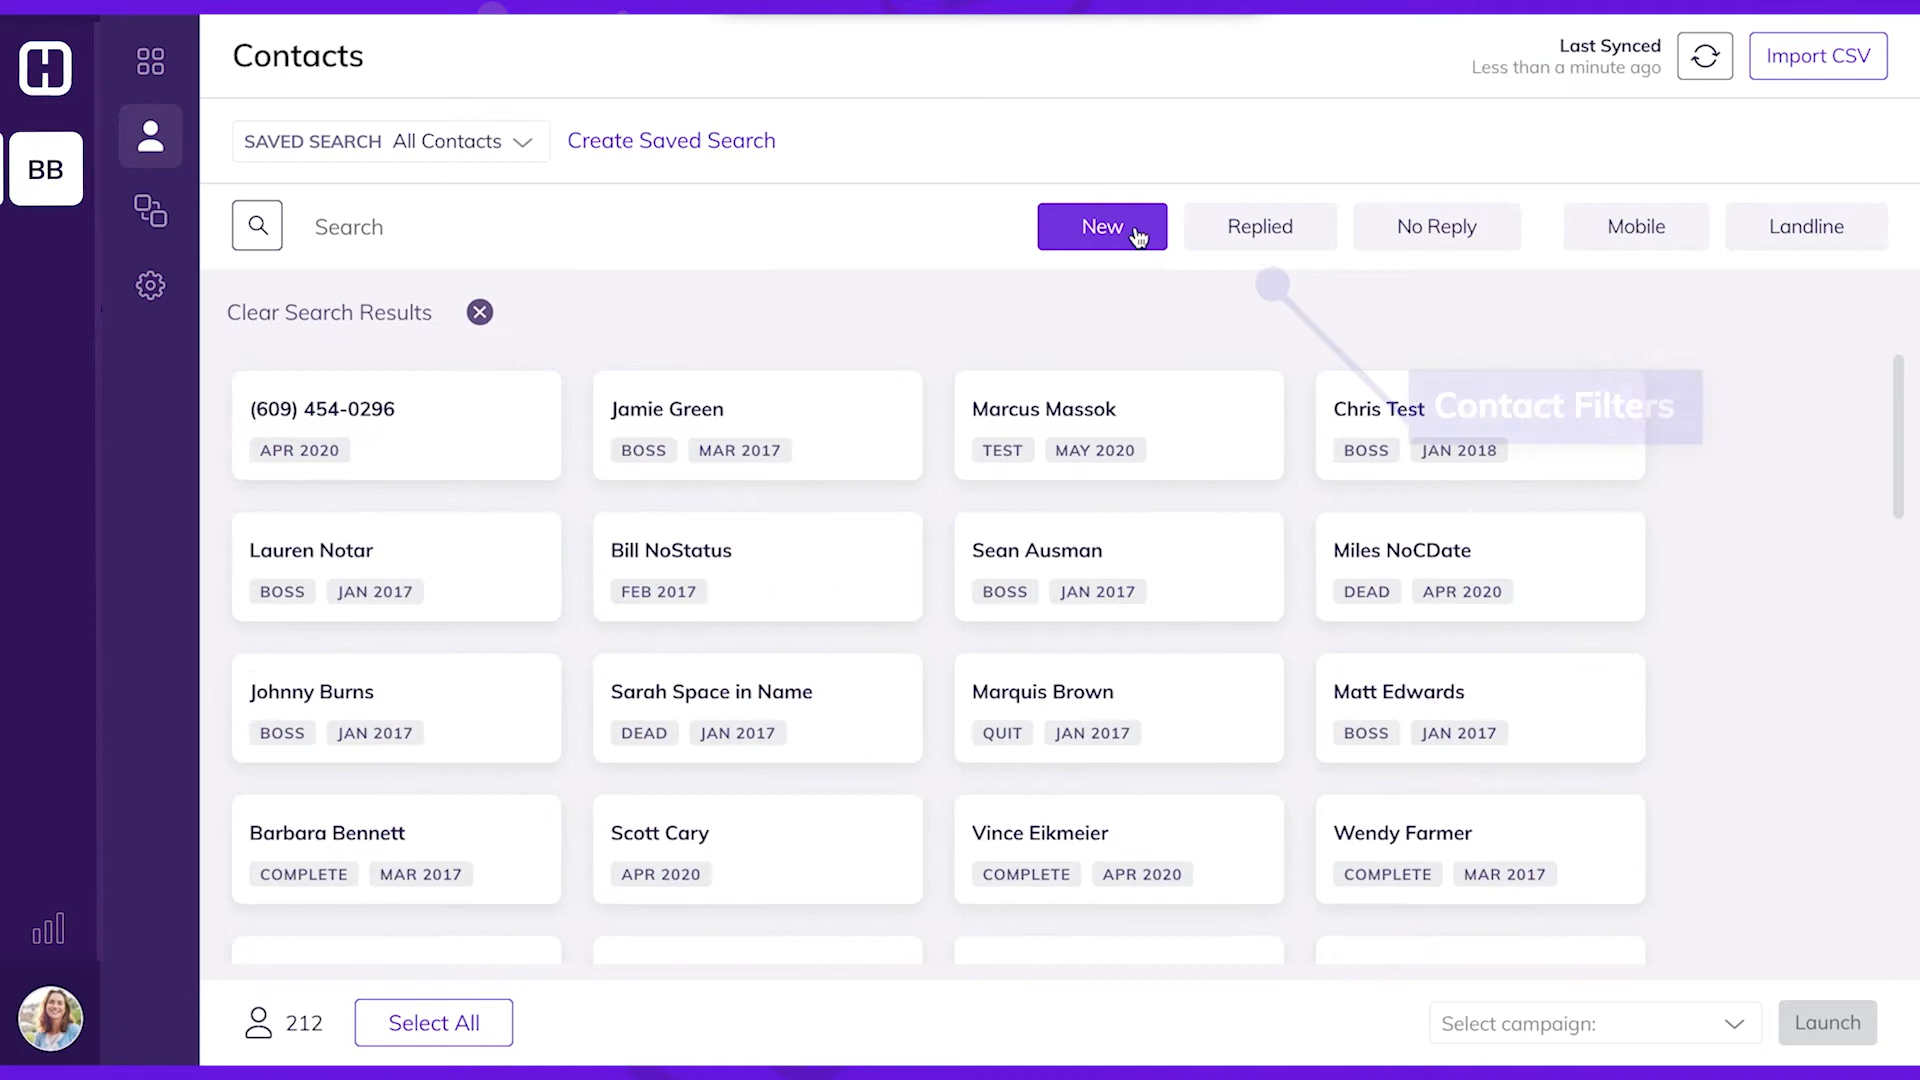 Contacts
Last Synced
Less than a minute ago
Import CSV
BB
SAVED SEARCH All Contacts
Create Saved Search
Search
New
Replied
No Reply
Mobile
Landline
Clear Search Results
Contact Filters
(609) 454-0296
APR 2020
Jamie Green
BOSS MAR 2017
Marcus Massok
TEST MAY 2020
Chris Test
BOSS JAN 2018
Lauren Notar
BOSS JAN 2017
Bill NoStatus
FEB 2017
Sean Ausman
BOSS JAN 2017
Miles NoCDate
DEAD APR 2020
Johnny Burns
BOSS JAN 2017
Sarah Space in Name
DEAD JAN 2017
Marquis Brown
QUIT JAN 2017
Matt Edwards
BOSS JAN 2017
Barbara Bennett
COMPLETE MAR 2017
Scott Cary
APR 2020
Vince Eikmeier
COMPLETE APR 2020
Wendy Farmer
COMPLETE MAR 2017
212
Select All
Select campaign:
Launch